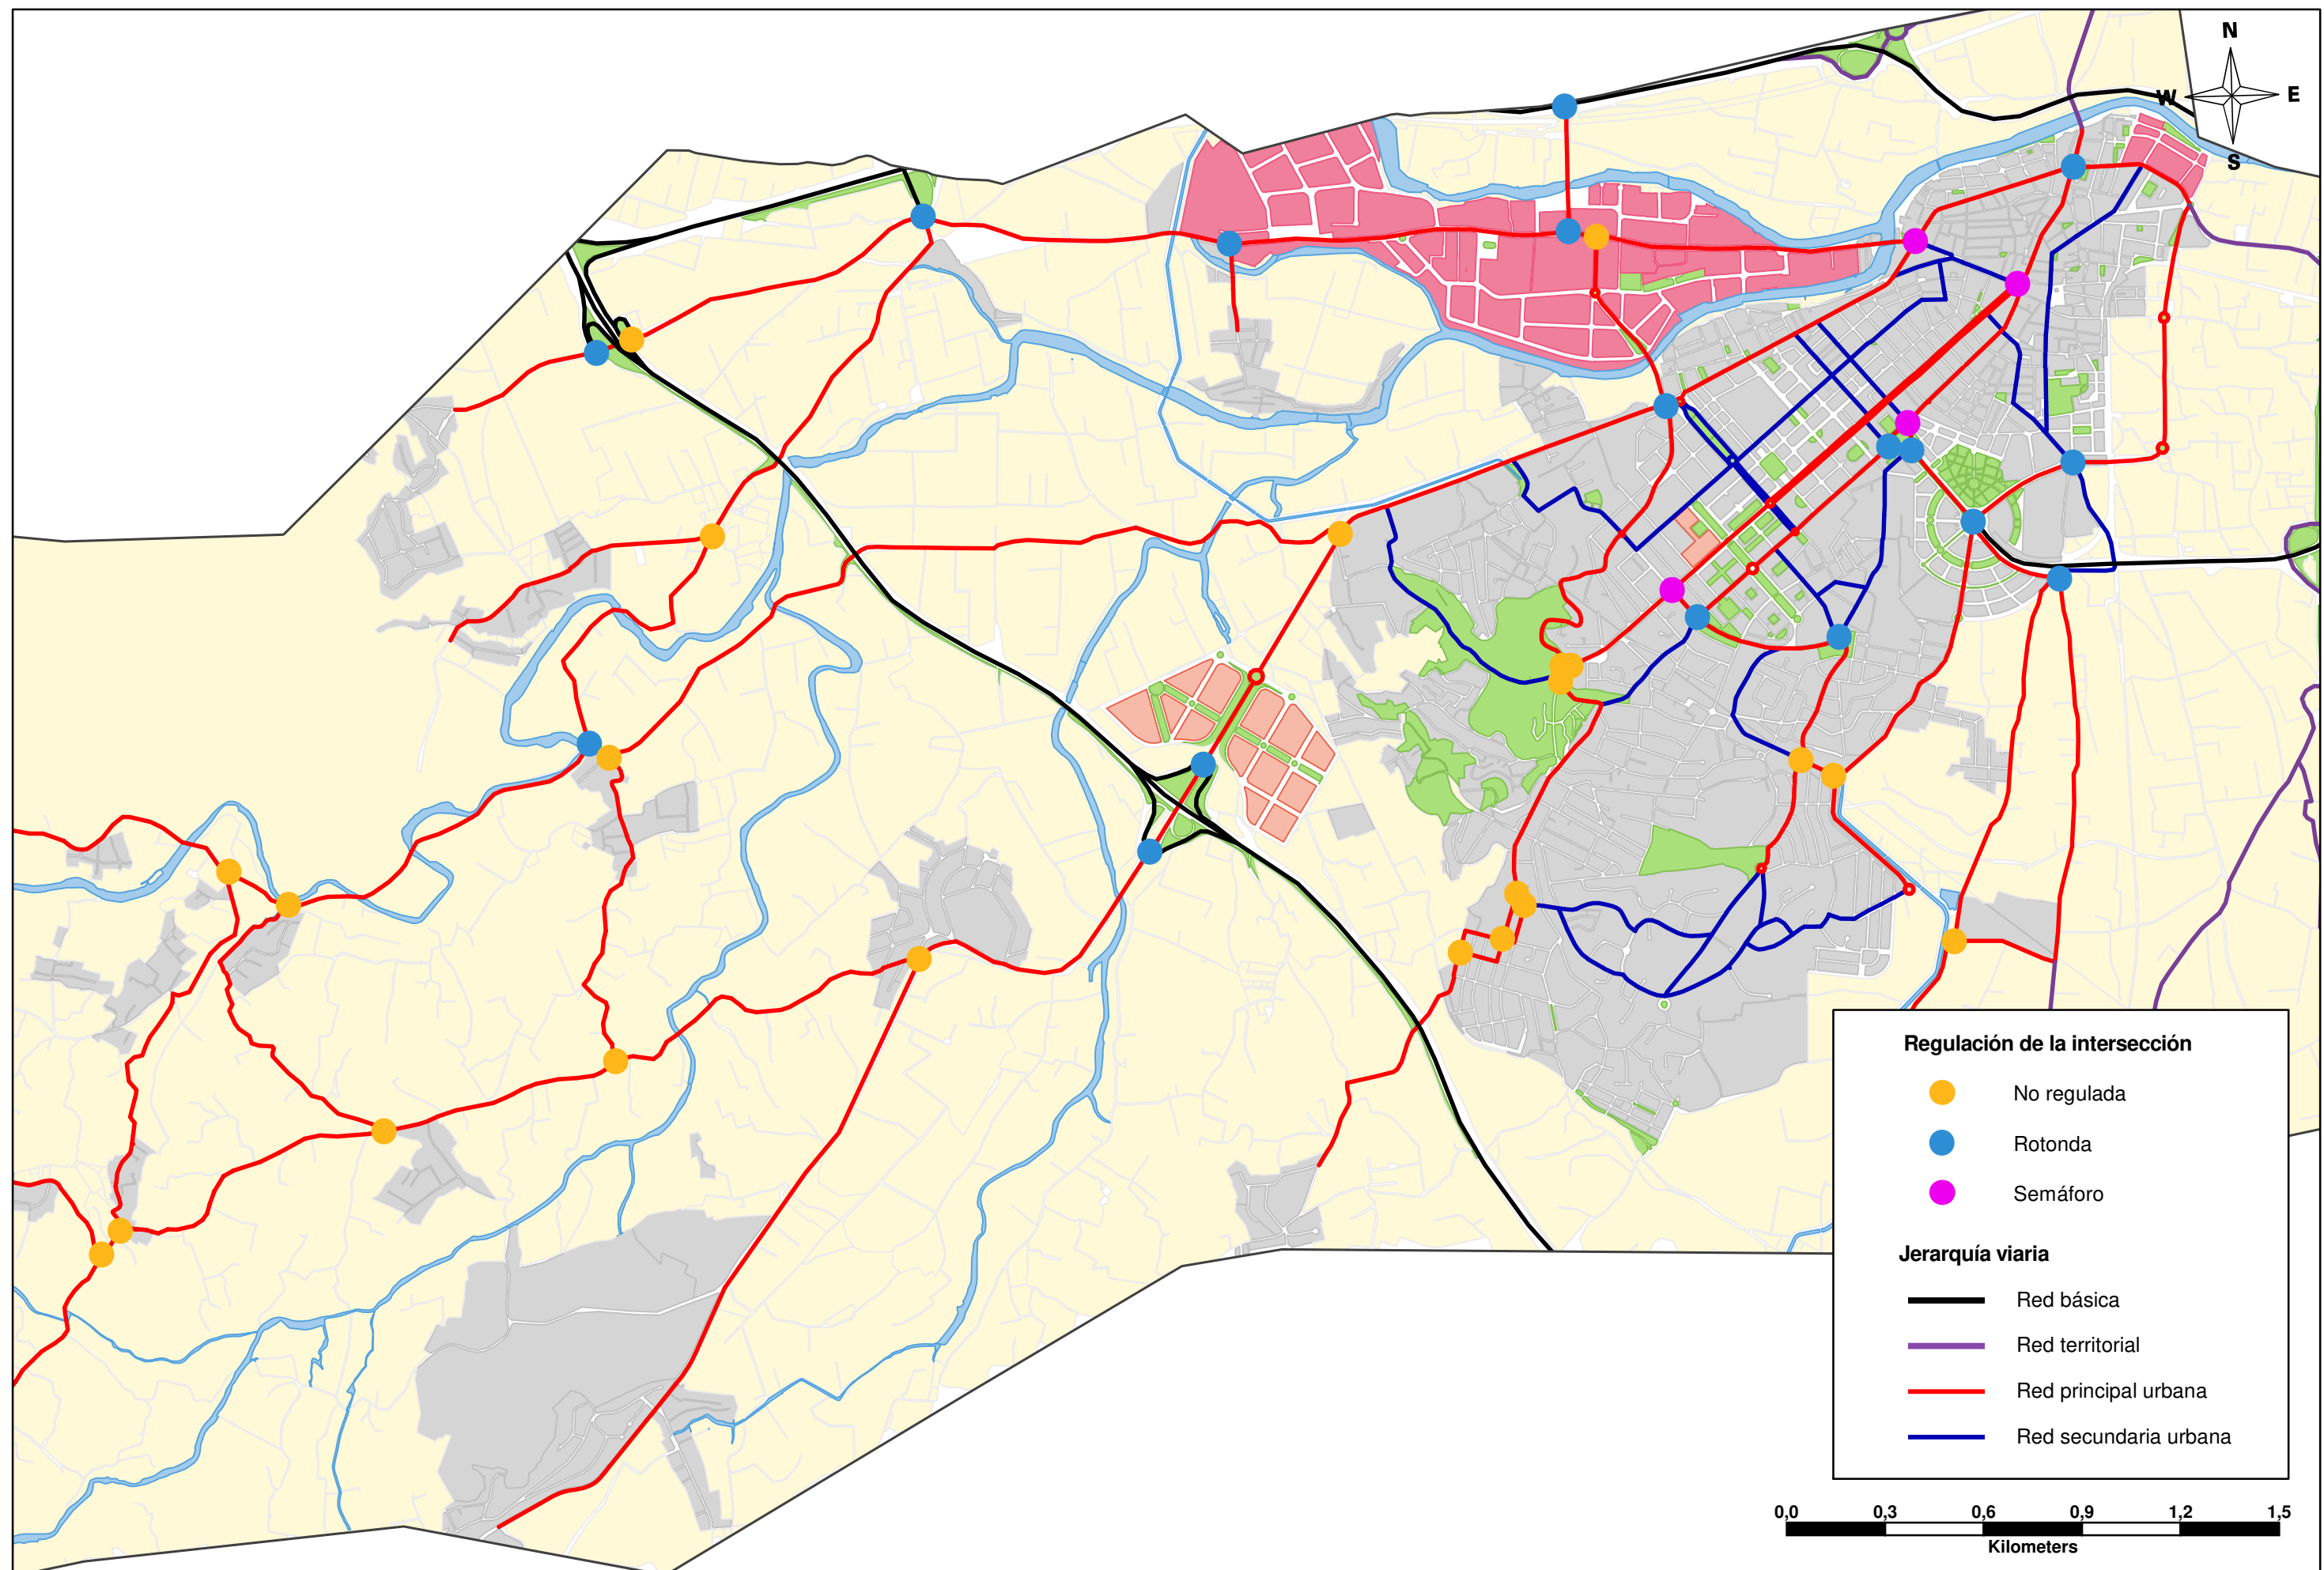 N
W E
S
Regulación de la intersección
No regulada
Rotonda
Semáforo
Jerarquía viaria
Red básica
Red territorial
Red principal urbana
Red secundaria urbana
0,0 0,3 0,6 0,9 1,2 1,5
Kilometers